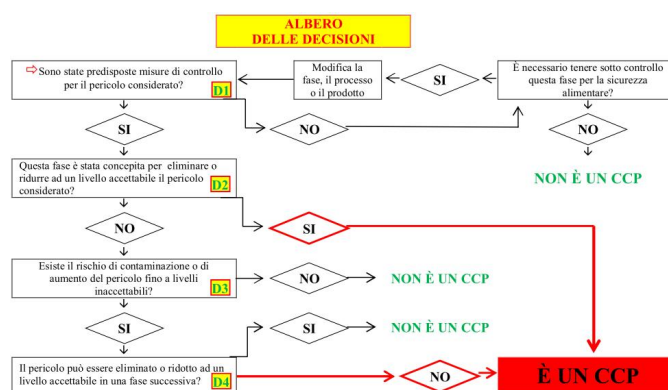 ALBERO
DELLE DECISIONI
⇨Sono state predisposte misure di controllo
per il pericolo considerato?
D1
Modifica la
fase, il processo
o il prodotto
SI
È necessario tenere sotto controllo
questa fase per la sicurezza
alimentare?
SI
NO
NO
NON È UN CCP
Questa fase è stata concepita per eliminare o
ridurre ad un livello accettabile il pericolo
considerato?
D2
NO
SI
Esiste il rischio di contaminazione o di
aumento del pericolo fino a livelli
inaccettabili?
D3
NO
NON È UN CCP
SI
SI
NON È UN CCP
Il pericolo può essere eliminato o ridotto ad un
livello accettabile in una fase successiva?
D4
NO
È UN CCP